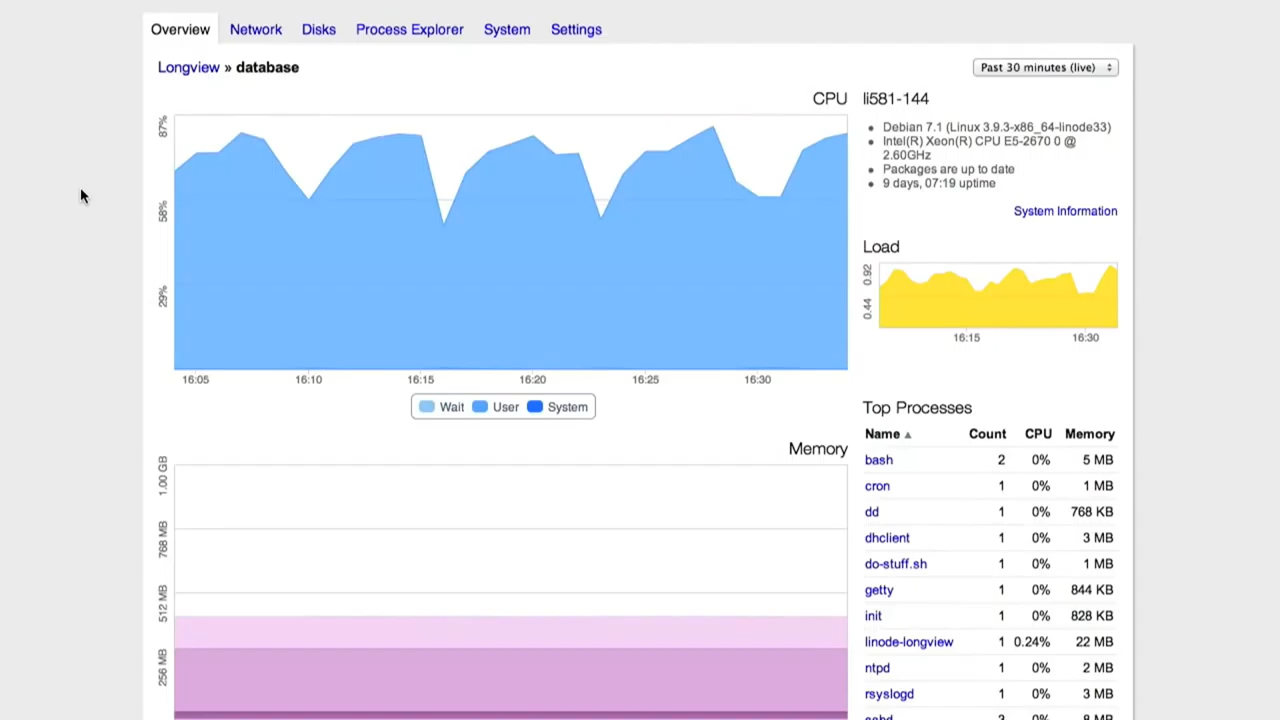 Overview Network Disks Process Explorer System Settings
Longview » database
Past 30 minutes (live)
CPU
87%
58%
29%
16:05 16:10 16:15 16:20 16:25 16:30
Wait User System
Memory
1.00 GB
768 MB
512 MB
256 MB
li581-144
Debian 7.1 (Linux 3.9.3-x86_64-linode33)
Intel(R) Xeon(R) CPU E5-2670 0 @
2.60GHz
Packages are up to date
9 days, 07:19 uptime
System Information
Load
0.92
0.44
16:15 16:30
Top Processes
Name ▲ Count CPU Memory
bash 2 0% 5 MB
cron 1 0% 1 MB
dd 1 0% 768 KB
dhclient 1 0% 3 MB
do-stuff.sh 1 0% 1 MB
getty 1 0% 844 KB
init 1 0% 828 KB
linode-longview 1 0.24% 22 MB
ntpd 1 0% 2 MB
rsyslogd 1 0% 3 MB